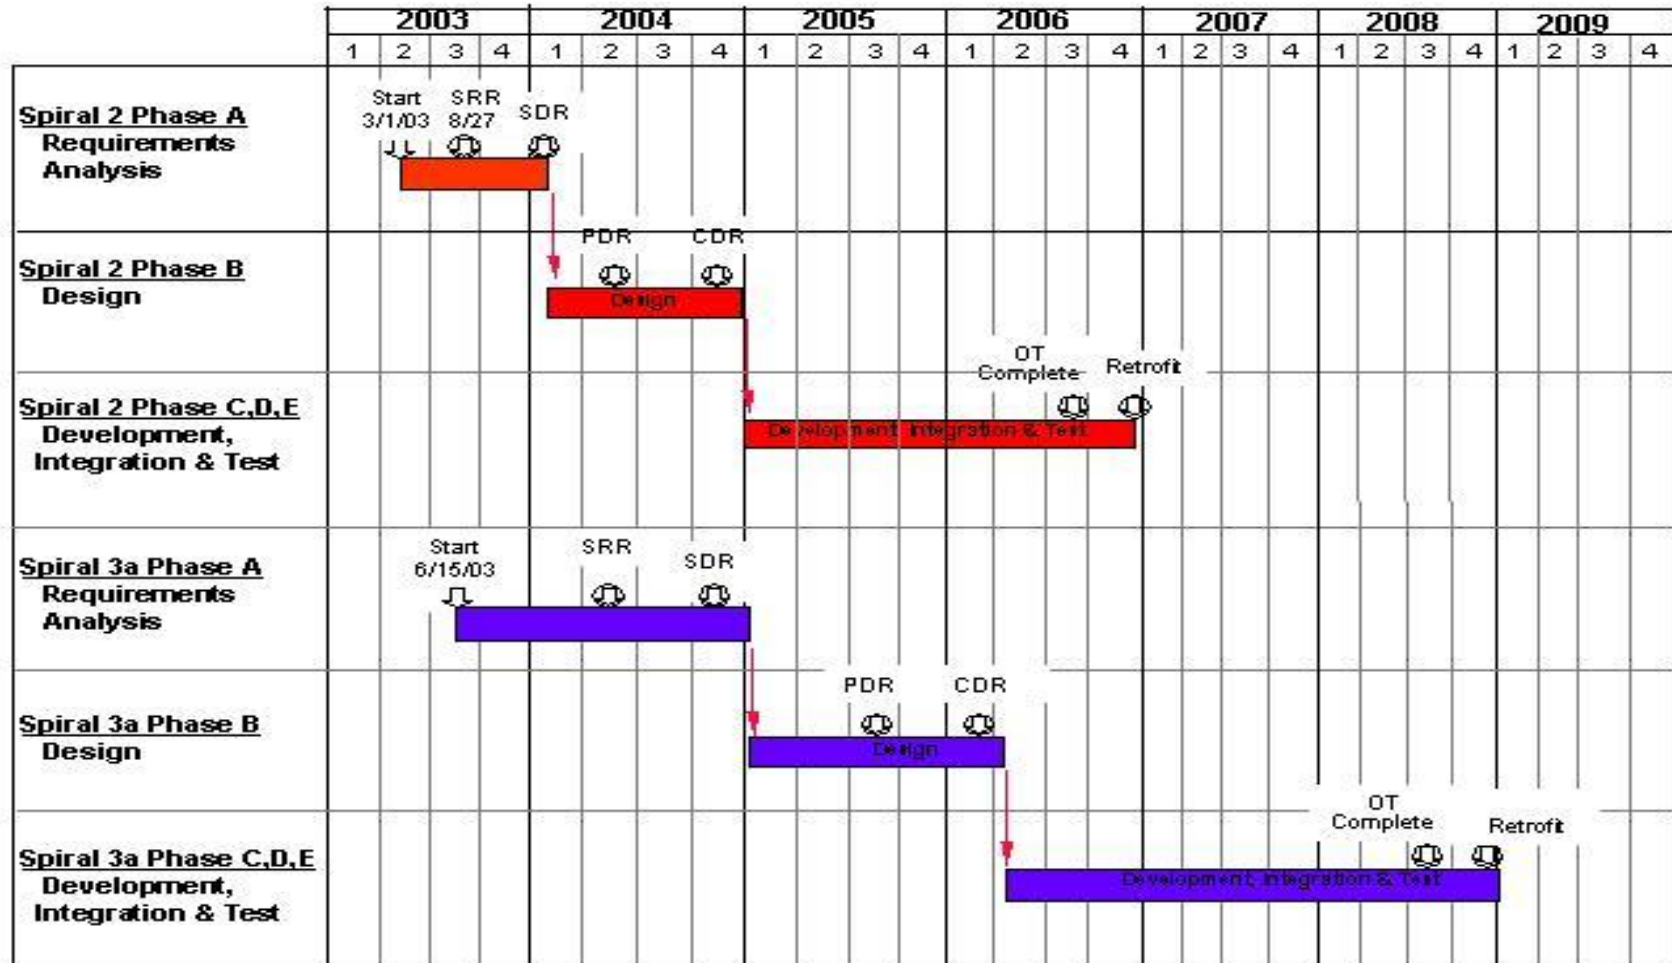 2003 2004 2005 2006 2007 2008 2009
1 2 3 4 1 2 3 4 1 2 3 4 1 2 3 4 1 2 3 4 1 2 3 4 1 2 3 4
Start SRR
3/1/03 8/27 SDR
Spiral 2 Phase A
Requirements
Analysis
PDR CDR
Spiral 2 Phase B
Design
Design
OT
Complete Retrofit
Spiral 2 Phase C,D,E
Development,
Integration & Test
Development, Integration & Test
Start SRR
6/15/03 SDR
Spiral 3a Phase A
Requirements
Analysis
PDR CDR
Spiral 3a Phase B
Design
Design
OT
Complete Retrofit
Spiral 3a Phase C,D,E
Development,
Integration & Test
Development, Integration & Test